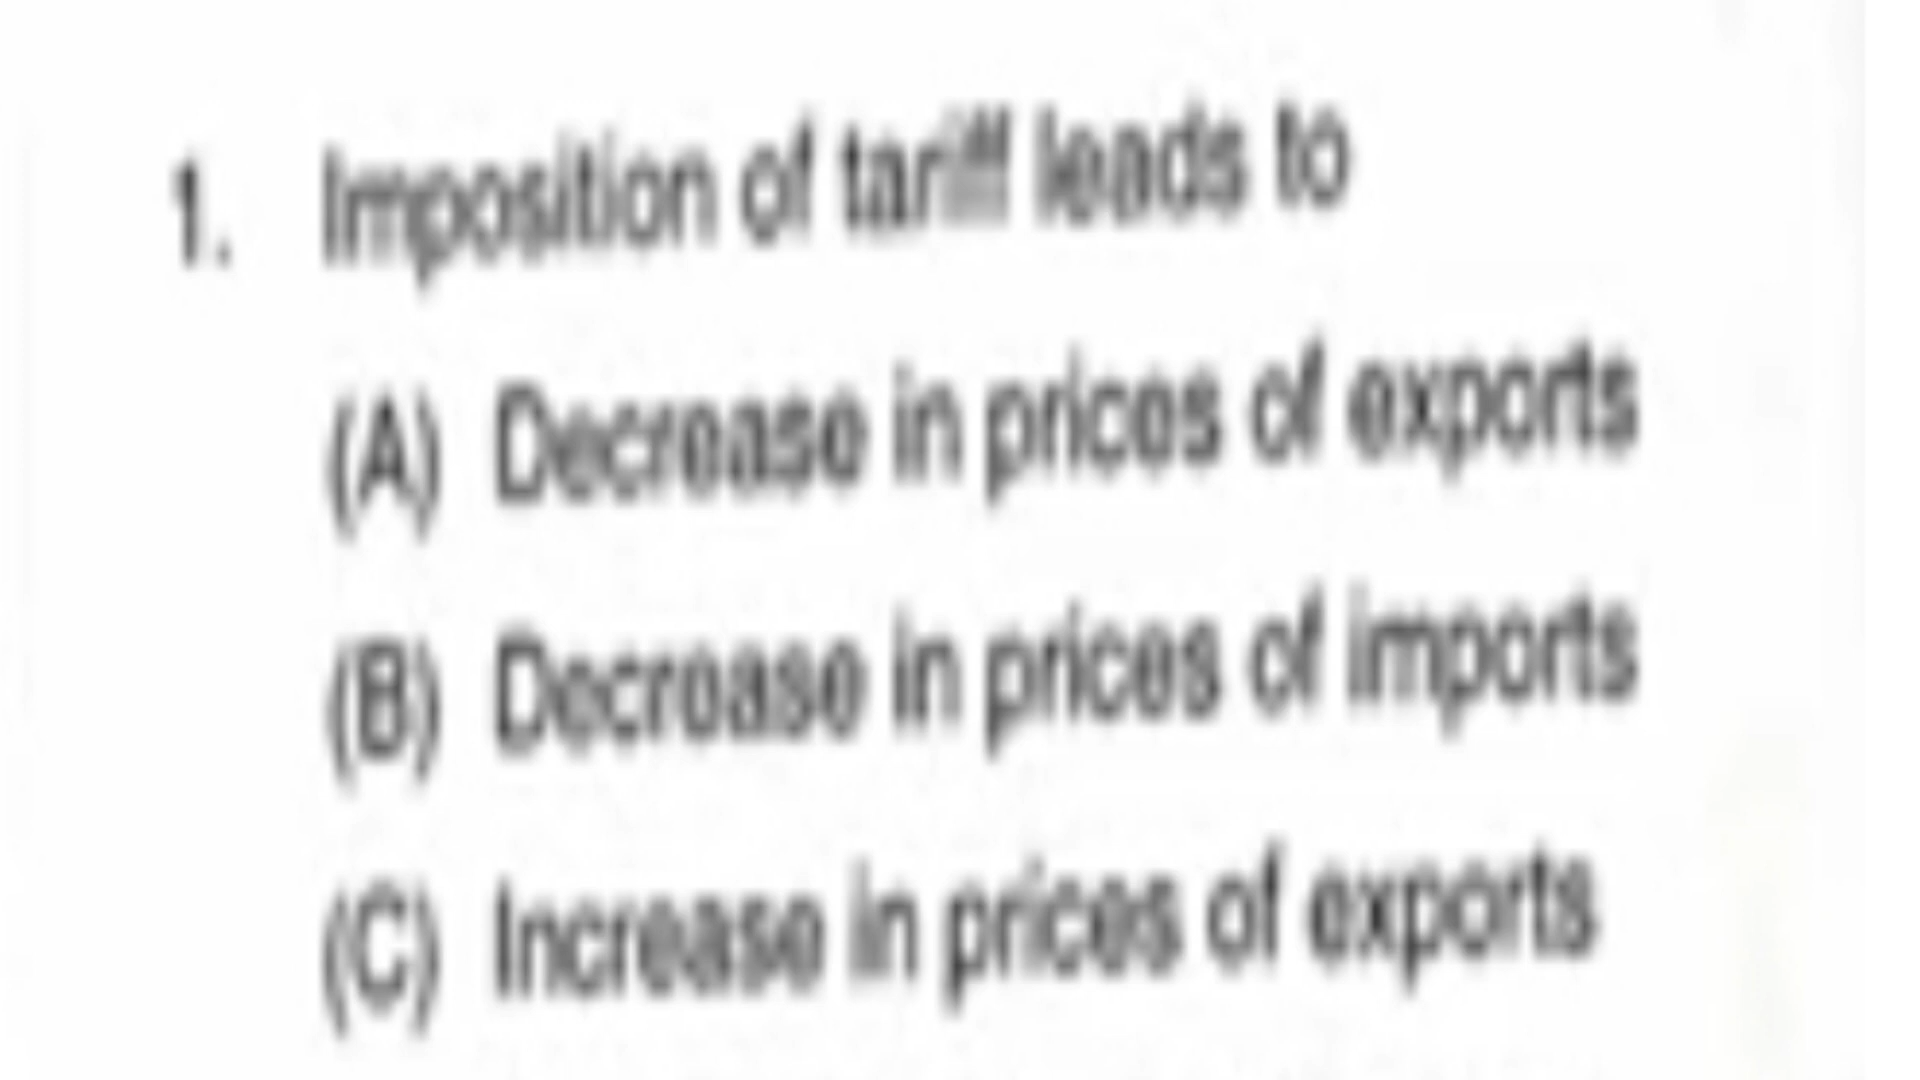 1. Imposition of tariff leads to
(A) Decrease in prices of exports
(B) Decrease in prices of imports
(C) Increase in prices of exports